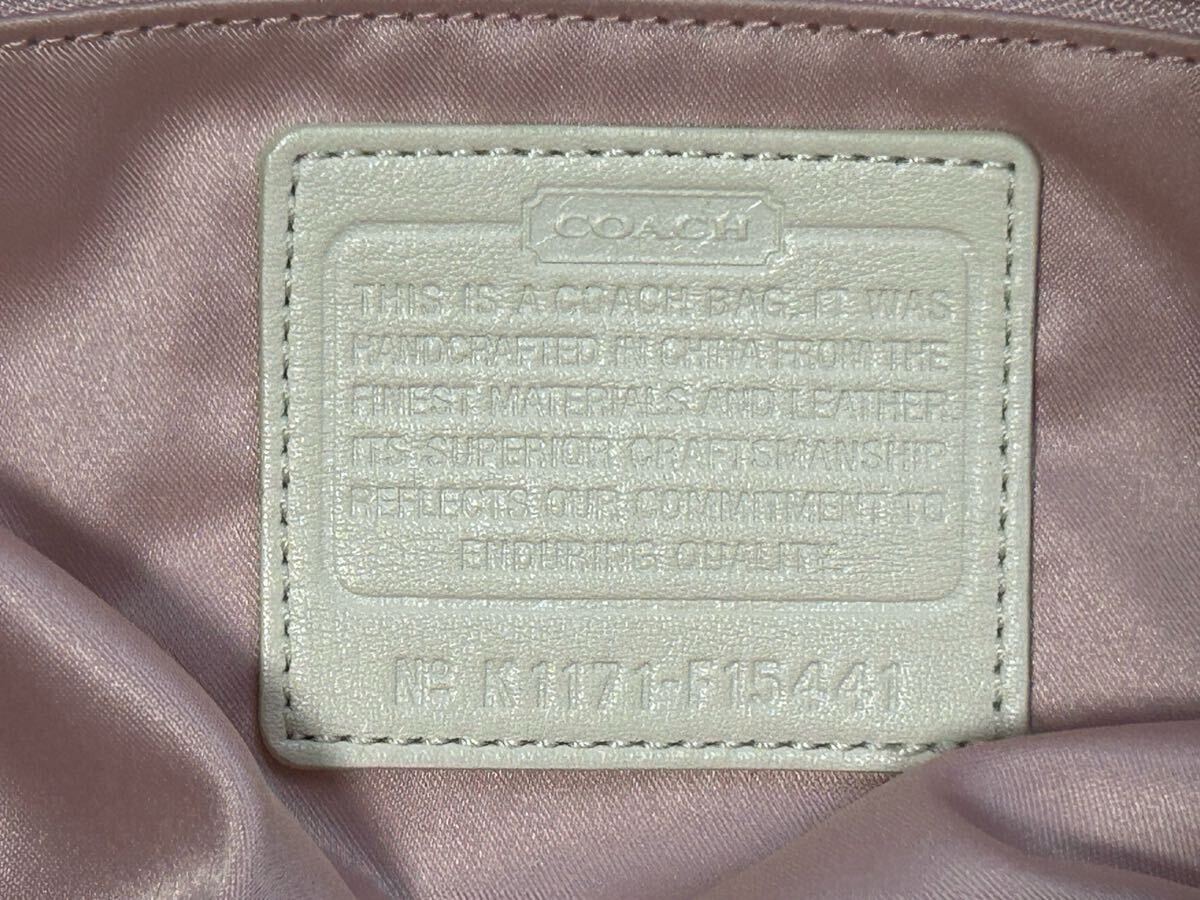 COACH
THIS IS A COACH BAG. IT WAS
HANDCRAFTED IN CHINA FROM THE
FINEST MATERIALS AND LEATHER.
ITS SUPERIOR CRAFTSMANSHIP
REFLECTS OUR COMMITMENT TO
ENDURING QUALITY.
Nº K1171-F15441